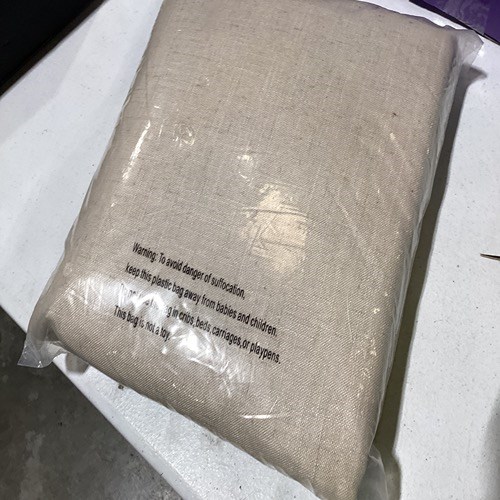 Warning: To avoid danger of suffocation,
keep this plastic bag away from babies and children.
in cribs, beds, carriages, or playpens.
This bag is not a toy